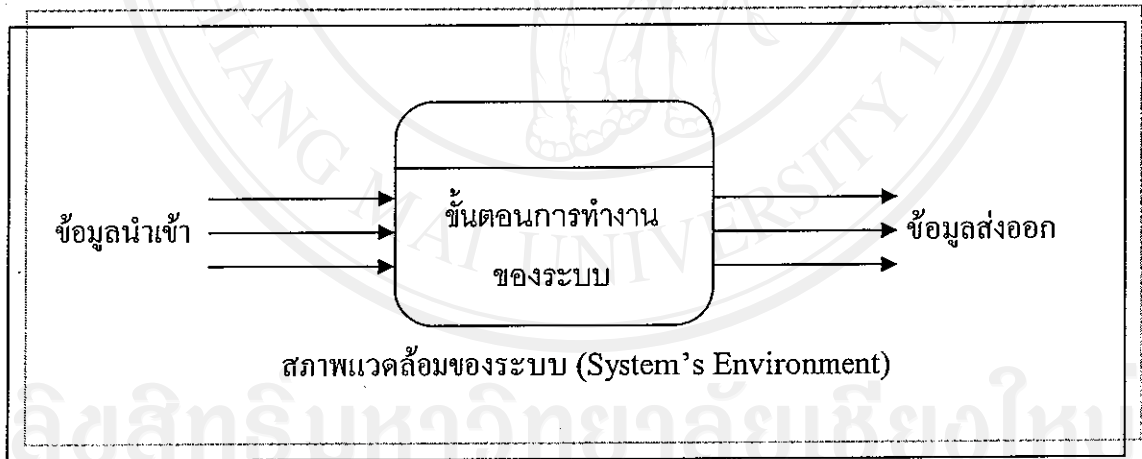 ข้อมูลนำเข้า
ขั้นตอนการทำงาน
ของระบบ
ข้อมูลส่งออก
สภาพแวดล้อมของระบบ (System's Environment)
ลิขสิทธิ์มหาวิทยาลัยเชียงใหม่
CHIANG MAI UNIVERSITY 19